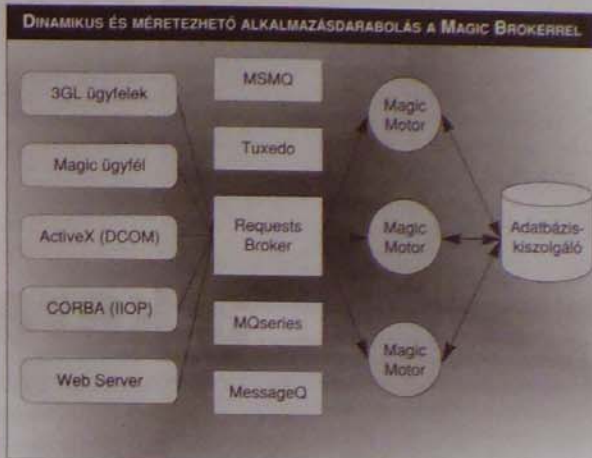 DINAMIKUS ÉS MÉRETEZHETŐ ALKALMAZÁSDARABOLÁS A MAGIC BROKERREL
3GL ügyfelek
Magic ügyfél
ActiveX (DCOM)
CORBA (IIOP)
Web Server
MSMQ
Tuxedo
Requests
Broker
MQseries
MessageQ
Magic
Motor
Magic
Motor
Magic
Motor
Adatbázis-
kiszolgáló